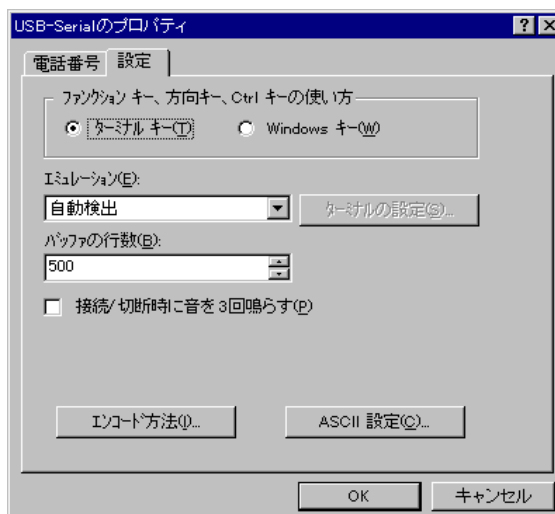 USB-Serialのプロパティ
電話番号 設定
ファンクション キー、方向キー、Ctrl キーの使い方
ターミナル キー(T) Windows キー(W)
エミュレーション(E):
自動検出 ターミナルの設定(S)...
バッファの行数(B):
500
接続/切断時に音を3回鳴らす(P)
エンコード方法(I)... ASCII 設定(C)...
OK キャンセル